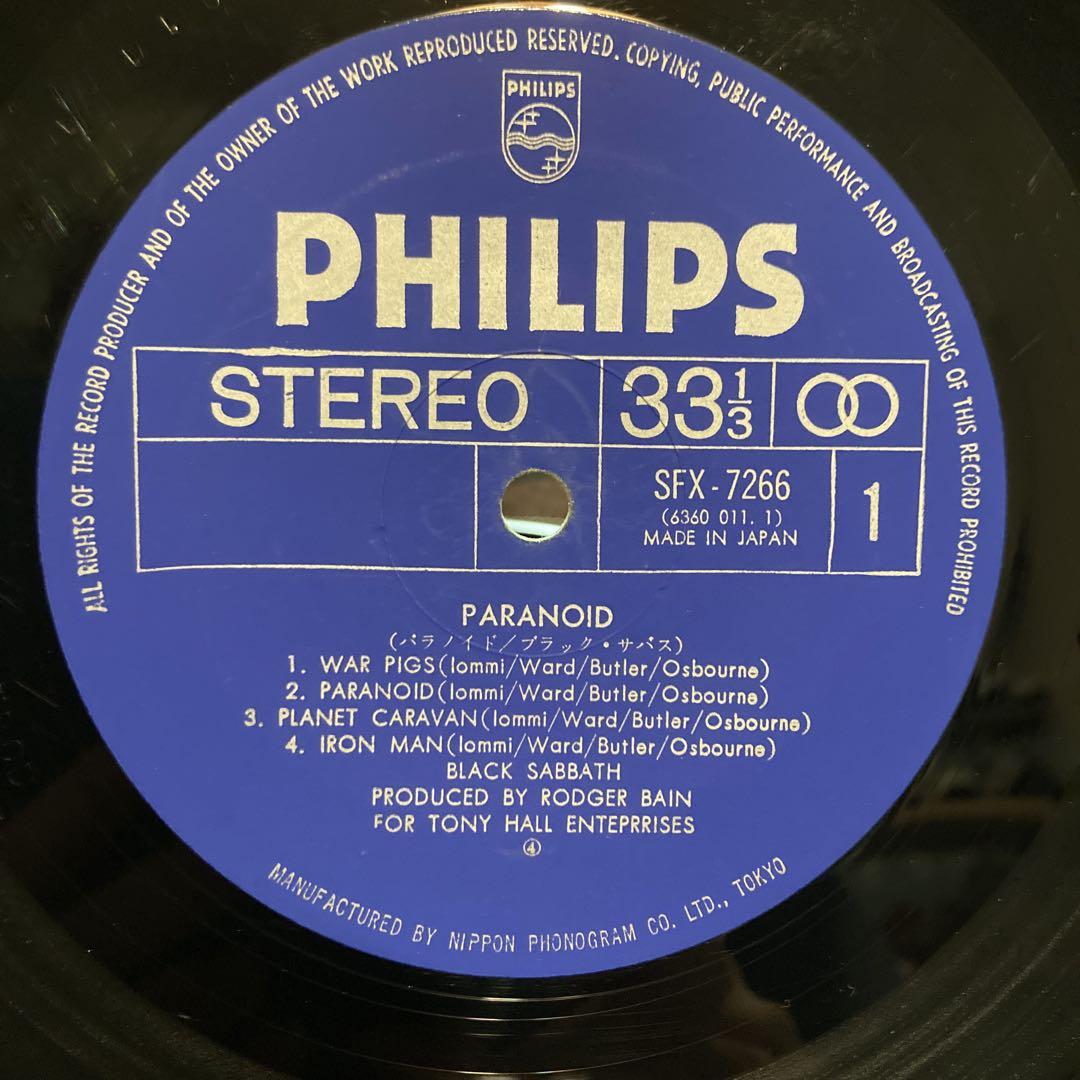 ALL RIGHTS OF THE RECORD PRODUCER AND OF THE OWNER OF THE WORK REPRODUCED RESERVED. COPYING, PUBLIC PERFORMANCE AND BROADCASTING OF THIS RECORD PROHIBITED
PHILIPS
PHILIPS
STEREO 33 1/3
SFX-7266 1
(6360 011. 1)
MADE IN JAPAN
PARANOID
(パラノイド/ブラック・サバス)
1. WAR PIGS(Iommi/Ward/Butler/Osbourne)
2. PARANOID(Iommi/Ward/Butler/Osbourne)
3. PLANET CARAVAN(Iommi/Ward/Butler/Osbourne)
4. IRON MAN(Iommi/Ward/Butler/Osbourne)
BLACK SABBATH
PRODUCED BY RODGER BAIN
FOR TONY HALL ENTEPRRISES
④
MANUFACTURED BY NIPPON PHONOGRAM CO. LTD., TOKYO